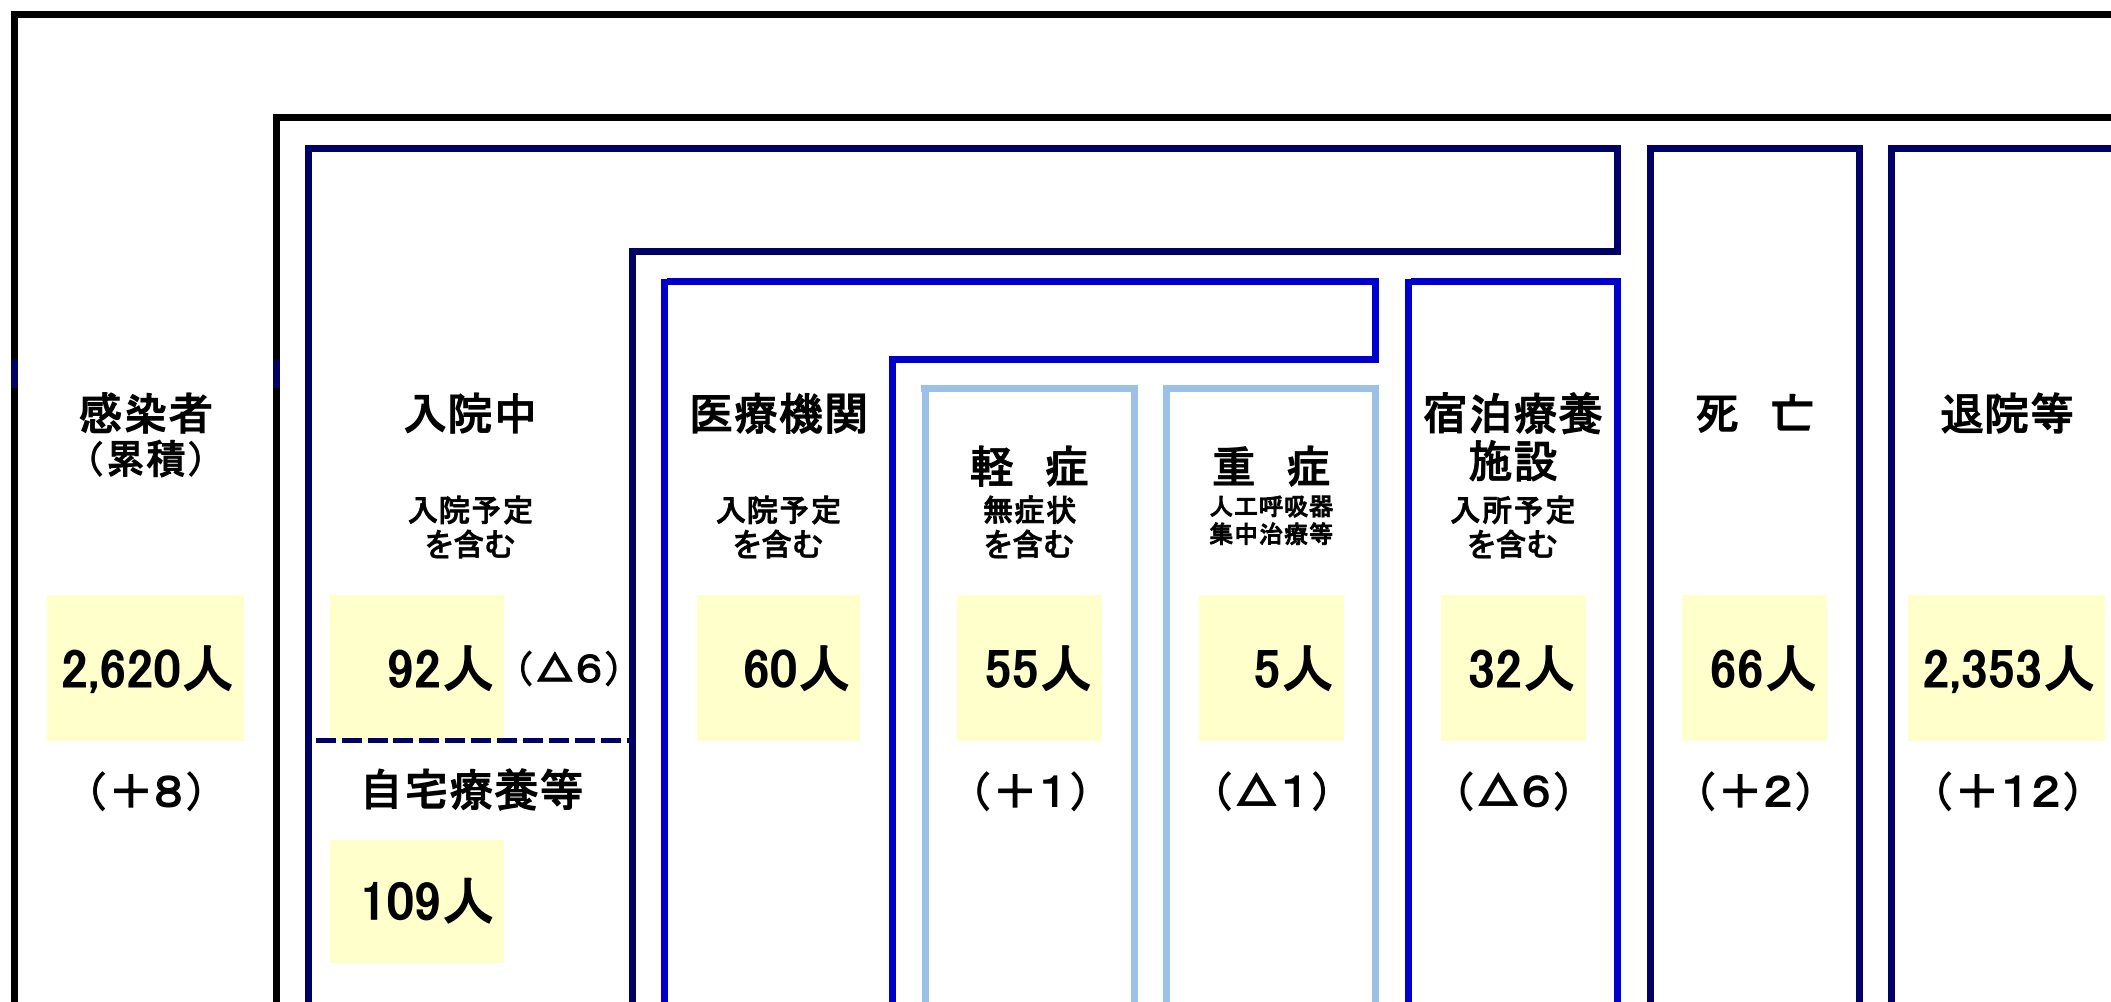 感染者
（累積）
2,620人
（＋8）
入院中
入院予定
を含む
92人 （△6）
自宅療養等
109人
医療機関
入院予定
を含む
60人
軽　症
無症状
を含む
55人
（＋1）
重　症
人工呼吸器
集中治療等
5人
（△1）
宿泊療養
施設
入所予定
を含む
32人
（△6）
死　亡
66人
（＋2）
退院等
2,353人
（＋12）